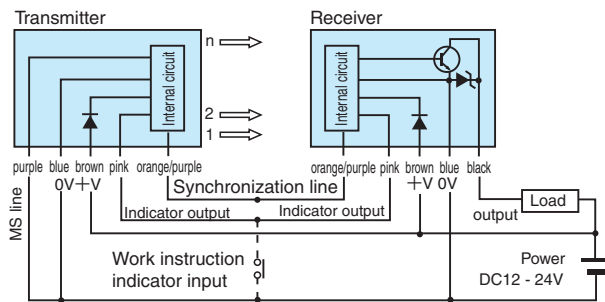 Transmitter
Receiver
n
2
1
Internal circuit
Internal circuit
purple blue brown pink orange/purple
0V +V
orange/purple pink brown blue black
+V 0V
MS line
Synchronization line
Indicator output
Indicator output
output
Load
Work instruction
indicator input
Power
DC12 - 24V